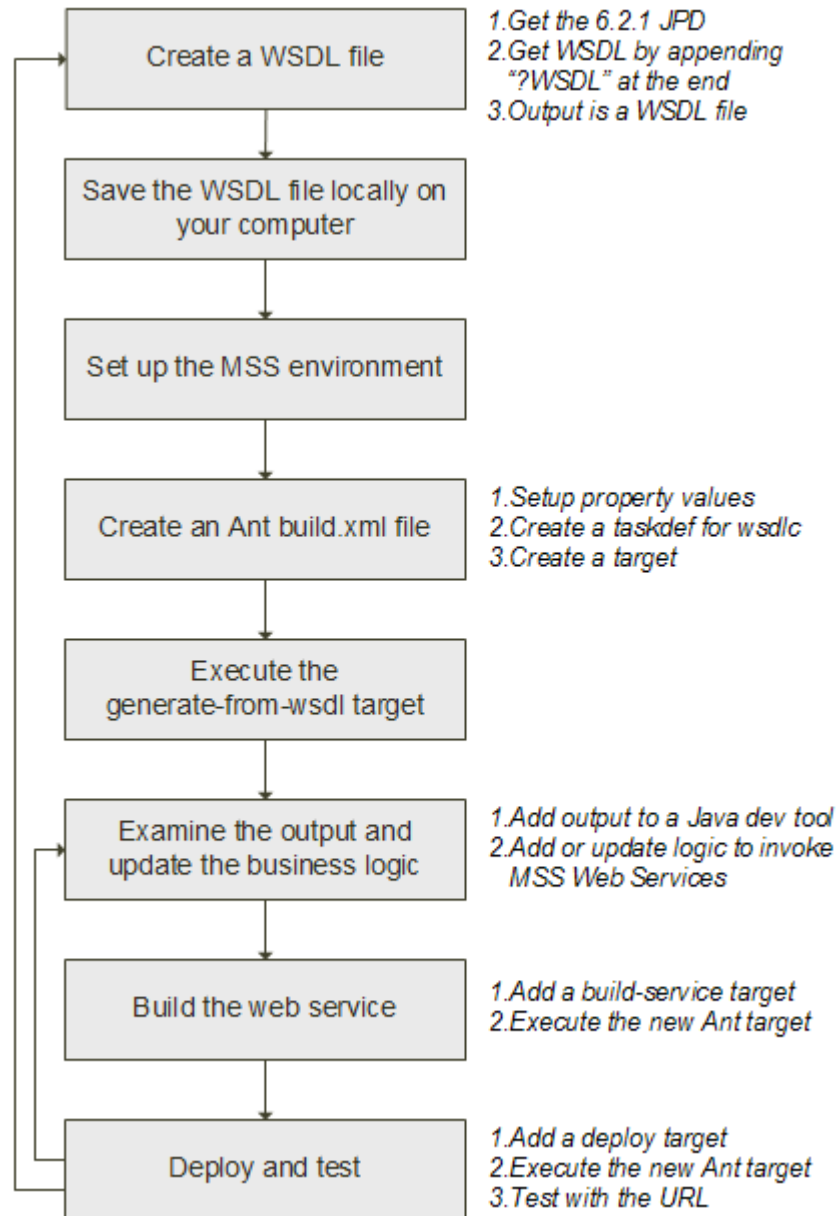 Create a WSDL file
1.Get the 6.2.1 JPD
2.Get WSDL by appending
"?WSDL" at the end
3.Output is a WSDL file
Save the WSDL file locally on
your computer
Set up the MSS environment
Create an Ant build.xml file
1.Setup property values
2.Create a taskdef for wsdlc
3.Create a target
Execute the
generate-from-wsdl target
Examine the output and
update the business logic
1.Add output to a Java dev tool
2.Add or update logic to invoke
MSS Web Services
Build the web service
1.Add a build-service target
2.Execute the new Ant target
Deploy and test
1.Add a deploy target
2.Execute the new Ant target
3.Test with the URL